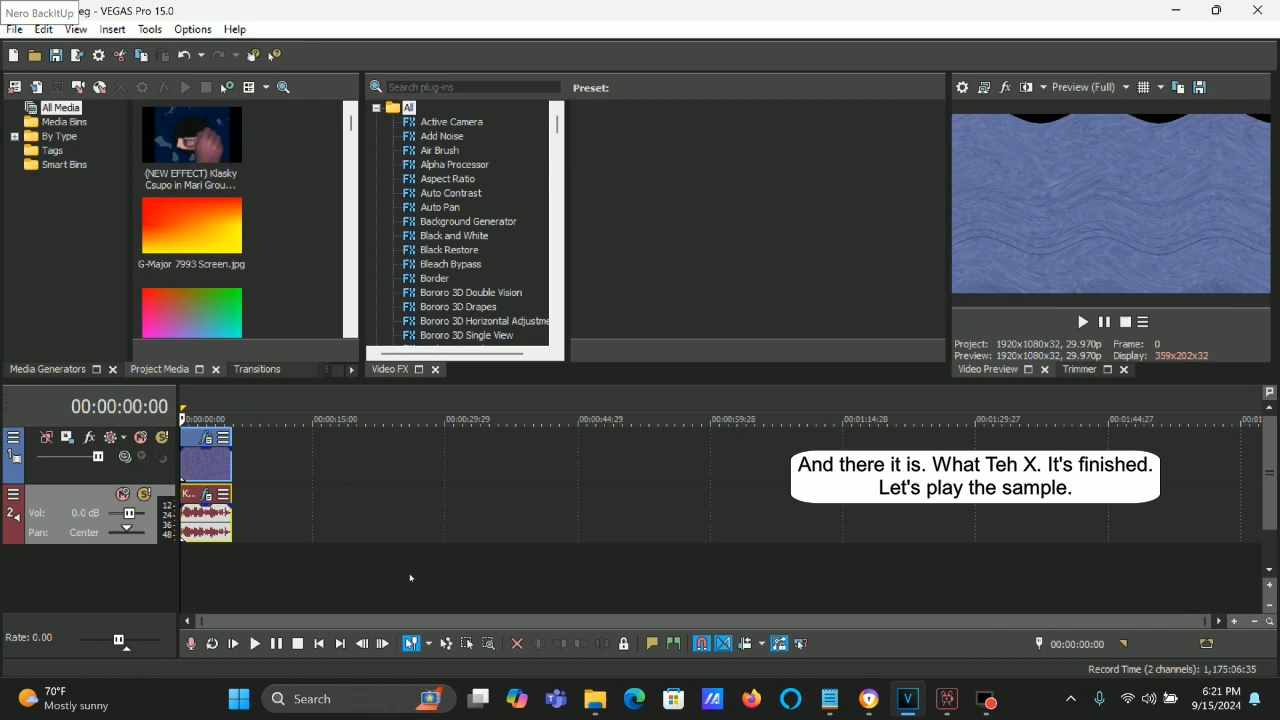 Nero BackItUp
eg - VEGAS Pro 15.0
File Edit View Insert Tools Options Help
Search plug-ins
Preset:
Preview (Full)
All Media
Media Bins
By Type
Tags
Smart Bins
(NEW EFFECT) Klasky
Csupo in Mari Grou...
G-Major 7993 Screen.jpg
All
Active Camera
Add Noise
Air Brush
Alpha Processor
Aspect Ratio
Auto Contrast
Auto Pan
Background Generator
Black and White
Black Restore
Bleach Bypass
Border
Bororo 3D Double Vision
Bororo 3D Drapes
Bororo 3D Horizontal Adjustme
Bororo 3D Single View
Project: 1920x1080x32, 29.970p Frame: 0
Preview: 1920x1080x32, 29.970p Display: 359x202x32
Media Generators Project Media Transitions
Video FX
Video Preview Trimmer
00:00:00:00
0:00:00:00 00:00:15:00 00:00:29:29 00:00:44:29 00:00:59:28 00:01:14:28 00:01:29:27 00:01:44:27 00:01
1
And there it is. What Teh X. It's finished.
Let's play the sample.
2
K...
Vol: 0.0 dB
Pan: Center
12-
24-
36-
48-
Rate: 0.00
00:00:00:00
Record Time (2 channels): 1,175:06:35
70°F
Mostly sunny
Search
6:21 PM
9/15/2024